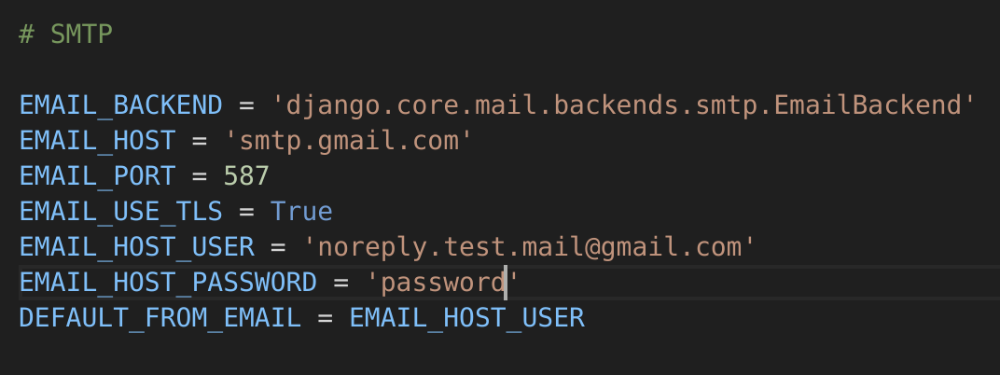 # SMTP
EMAIL_BACKEND = 'django.core.mail.backends.smtp.EmailBackend'
EMAIL_HOST = 'smtp.gmail.com'
EMAIL_PORT = 587
EMAIL_USE_TLS = True
EMAIL_HOST_USER = 'noreply.test.mail@gmail.com'
EMAIL_HOST_PASSWORD = 'password'
DEFAULT_FROM_EMAIL = EMAIL_HOST_USER